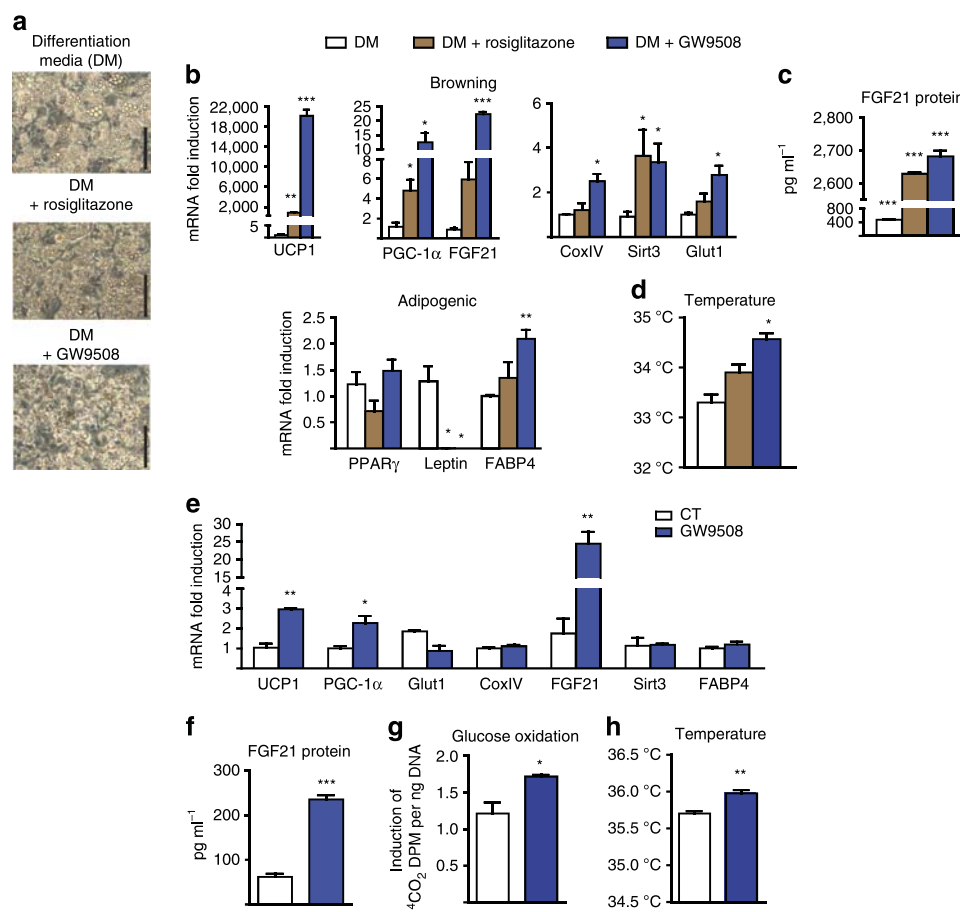 a
Differentiation
media (DM)
DM
+ rosiglitazone
DM
+ GW9508
DM
DM + rosiglitazone
DM + GW9508
b
Browning
mRNA fold induction
22,000
18,000
14,000
10,000
6,000
2,000
5
**
***
UCP1
25
20
15
10
6
4
2
*
*
***
PGC-1α
FGF21
6
4
2
*
*
*
*
CoxIV
Sirt3
Glut1
c
FGF21 protein
pg ml⁻¹
2,800
2,700
2,600
800
400
***
***
***
Adipogenic
mRNA fold induction
2.5
2.0
1.5
1.0
0.5
*
*
**
PPARγ
Leptin
FABP4
d
Temperature
35 °C
34 °C
33 °C
32 °C
*
e
CT
GW9508
mRNA fold induction
30
25
20
15
4
3
2
1
**
*
**
UCP1
PGC-1α
Glut1
CoxIV
FGF21
Sirt3
FABP4
f
FGF21 protein
pg ml⁻¹
300
200
100
***
g
Glucose oxidation
Induction of
⁴CO₂ DPM per ng DNA
2.0
1.5
1.0
0.5
*
h
Temperature
36.5 °C
36.0 °C
35.5 °C
35.0 °C
34.5 °C
**